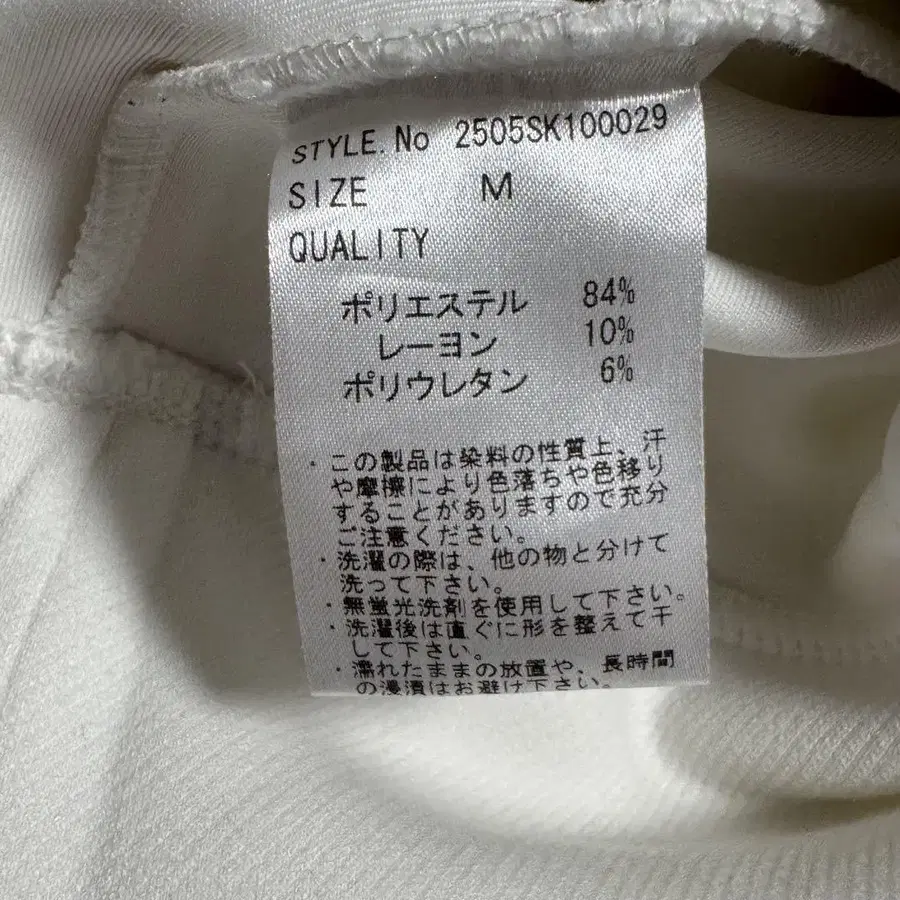 STYLE.No 2505SK100029
SIZE M
QUALITY
ポリエステル 84%
レーヨン 10%
ポリウレタン 6%
・この製品は染料の性質上、汗
や摩擦により色落ちや色移り
することがありますので充分
ご注意ください。
・洗濯の際は、他の物と分けて
洗って下さい。
・無蛍光洗剤を使用して下さい。
・洗濯後は直ぐに形を整えて干
して下さい。
・濡れたままの放置や、長時間
の浸漬はお避け下さい。